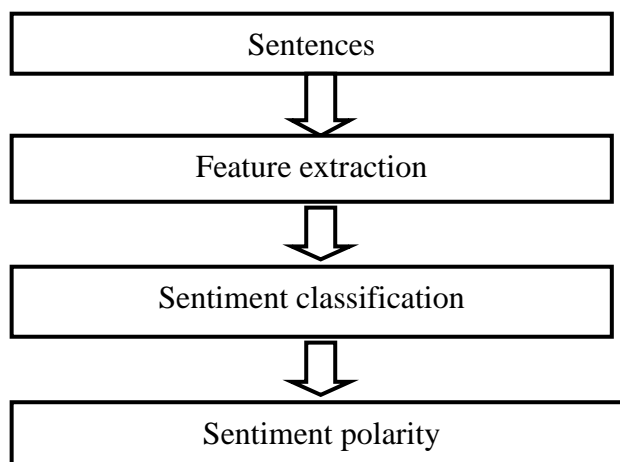 Sentences
Feature extraction
Sentiment classification
Sentiment polarity